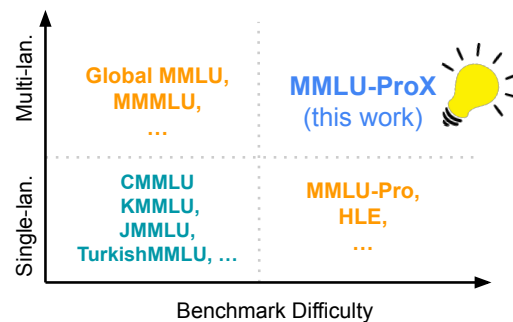 Multi-lan.
Global MMLU,
MMMLU,
…
MMLU-ProX
(this work)
Single-lan.
CMMLU
KMMLU,
JMMLU,
TurkishMMLU, …
MMLU-Pro,
HLE,
…
Benchmark Difficulty